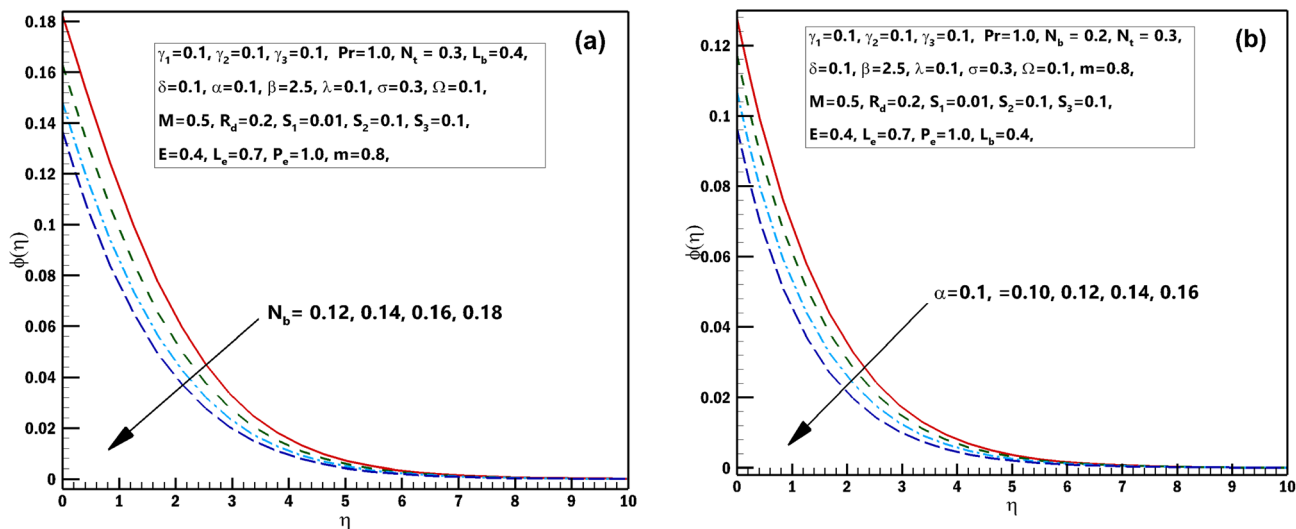 (a)
γ₁=0.1, γ₂=0.1, γ₃=0.1, Pr=1.0, Nₜ = 0.3, L_b=0.4,
δ=0.1, α=0.1, β=2.5, λ=0.1, σ=0.3, Ω=0.1,
M=0.5, R_d=0.2, S₁=0.01, S₂=0.1, S₃=0.1,
E=0.4, Lₑ=0.7, Pₑ=1.0, m=0.8,
N_b= 0.12, 0.14, 0.16, 0.18
ϕ(η)
0.18
0.16
0.14
0.12
0.1
0.08
0.06
0.04
0.02
0
0 1 2 3 4 5 6 7 8 9 10
η
(b)
γ₁=0.1, γ₂=0.1, γ₃=0.1, Pr=1.0, N_b = 0.2, Nₜ = 0.3,
δ=0.1, β=2.5, λ=0.1, σ=0.3, Ω=0.1, m=0.8,
M=0.5, R_d=0.2, S₁=0.01, S₂=0.1, S₃=0.1,
E=0.4, Lₑ=0.7, Pₑ=1.0, L_b=0.4,
α=0.1, =0.10, 0.12, 0.14, 0.16
ϕ(η)
0.12
0.1
0.08
0.06
0.04
0.02
0
0 1 2 3 4 5 6 7 8 9 10
η